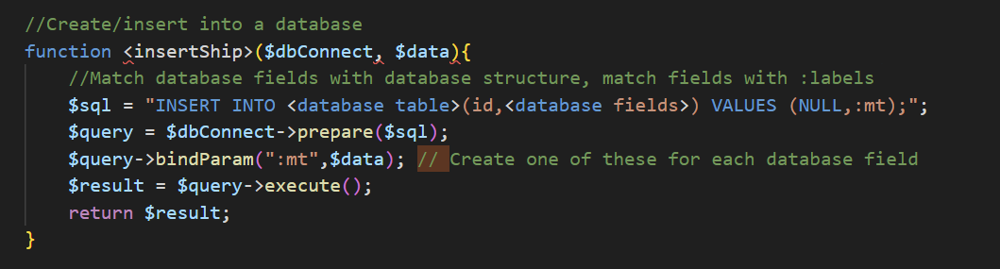 //Create/insert into a database
function <insertShip>($dbConnect, $data){
//Match database fields with database structure, match fields with :labels
$sql = "INSERT INTO <database table>(id,<database fields>) VALUES (NULL,:mt);";
$query = $dbConnect->prepare($sql);
$query->bindParam(":mt",$data); // Create one of these for each database field
$result = $query->execute();
return $result;
}